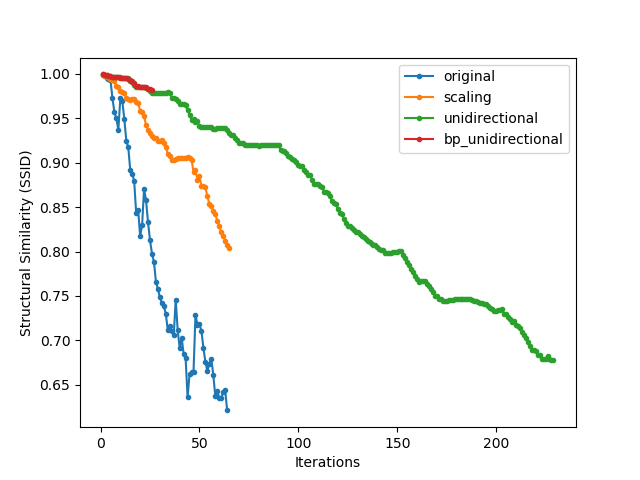 1.00
0.95
0.90
0.85
0.80
0.75
0.70
0.65
Structural Similarity (SSID)
0 50 100 150 200
Iterations
original
scaling
unidirectional
bp_unidirectional